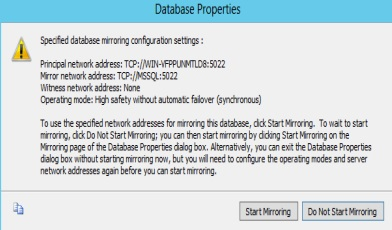 Database Properties
Specified database mirroring configuration settings :
Principal network address: TCP://WIN-VFPPUNMTLD8:5022
Mirror network address: TCP://MSSQL:5022
Witness network address: None
Operating mode: High safety without automatic failover (synchronous)
To use the specified network addresses for mirroring this database, click Start Mirroring. To wait to start
mirroring, click Do Not Start Mirroring; you can then start mirroring by clicking Start Mirroring on the
Mirroring page of the Database Properties dialog box. Alternatively, you can exit the Database Properties
dialog box without starting mirroring now, but you will need to configure the operating modes and server
network addresses again before you can start mirroring.
Start Mirroring
Do Not Start Mirroring